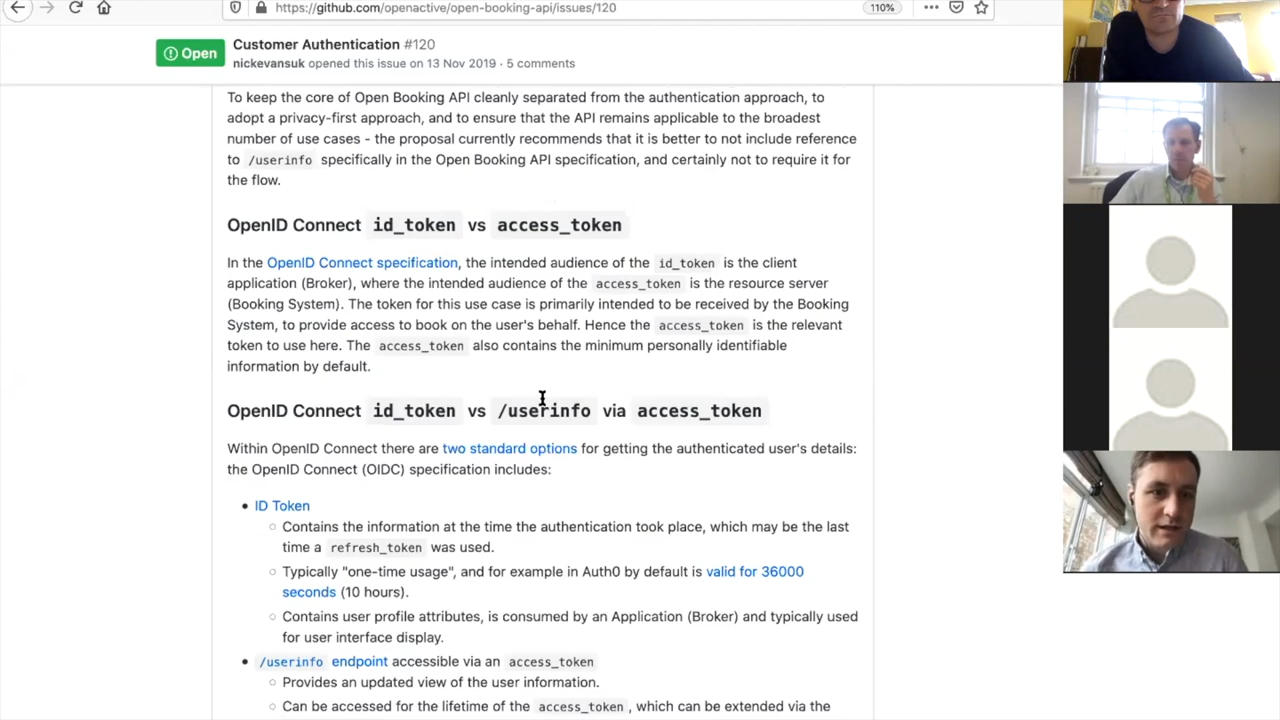 https://github.com/openactive/open-booking-api/issues/120
110%
Open
Customer Authentication #120
nickevansuk opened this issue on 13 Nov 2019 · 5 comments
To keep the core of Open Booking API cleanly separated from the authentication approach, to
adopt a privacy-first approach, and to ensure that the API remains applicable to the broadest
number of use cases - the proposal currently recommends that it is better to not include reference
to /userinfo specifically in the Open Booking API specification, and certainly not to require it for
the flow.
OpenID Connect id_token vs access_token
In the OpenID Connect specification, the intended audience of the id_token is the client
application (Broker), where the intended audience of the access_token is the resource server
(Booking System). The token for this use case is primarily intended to be received by the Booking
System, to provide access to book on the user's behalf. Hence the access_token is the relevant
token to use here. The access_token also contains the minimum personally identifiable
information by default.
OpenID Connect id_token vs /userinfo via access_token
Within OpenID Connect there are two standard options for getting the authenticated user's details:
the OpenID Connect (OIDC) specification includes:
• ID Token
○ Contains the information at the time the authentication took place, which may be the last
time a refresh_token was used.
○ Typically "one-time usage", and for example in Auth0 by default is valid for 36000
seconds (10 hours).
○ Contains user profile attributes, is consumed by an Application (Broker) and typically used
for user interface display.
• /userinfo endpoint accessible via an access_token
○ Provides an updated view of the user information.
○ Can be accessed for the lifetime of the access_token, which can be extended via the